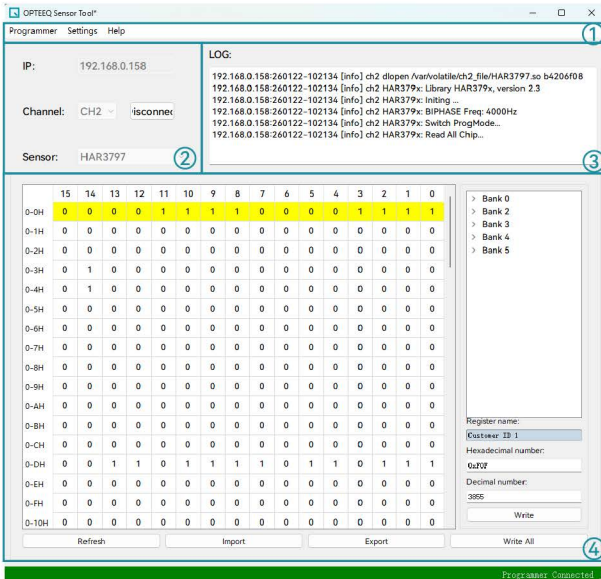 OPTEEQ Sensor Tool*
Programmer Settings Help
①
IP: 192.168.0.158
Channel: CH2 isconnec
Sensor: HAR3797
②
LOG:
192.168.0.158:260122-102134 [info] ch2 dlopen /var/volatile/ch2_file/HAR3797.so b4206f08
192.168.0.158:260122-102134 [info] ch2 HAR379x: Library HAR379x, version 2.3
192.168.0.158:260122-102134 [info] ch2 HAR379x: Initing ...
192.168.0.158:260122-102134 [info] ch2 HAR379x: BIPHASE Freq: 4000Hz
192.168.0.158:260122-102134 [info] ch2 HAR379x: Switch ProgMode...
192.168.0.158:260122-102134 [info] ch2 HAR379x: Read All Chip...
③
15 14 13 12 11 10 9 8 7 6 5 4 3 2 1 0
0-0H 0 0 0 0 1 1 1 1 0 0 0 0 1 1 1 1
0-1H 0 0 0 0 0 0 0 0 0 0 0 0 0 0 0 0
0-2H 0 0 0 0 0 0 0 0 0 0 0 0 0 0 0 0
0-3H 0 1 0 0 0 0 0 0 0 0 0 0 0 0 0 0
0-4H 0 1 0 0 0 0 0 0 0 0 0 0 0 0 0 0
0-5H 0 0 0 0 0 0 0 0 0 0 0 0 0 0 0 0
0-6H 0 0 0 0 0 0 0 0 0 0 0 0 0 0 0 0
0-7H 0 0 0 0 0 0 0 0 0 0 0 0 0 0 0 0
0-8H 0 0 0 0 0 0 0 0 0 0 0 0 0 0 0 0
0-9H 0 0 0 0 0 0 0 0 0 0 0 0 0 0 0 0
0-AH 0 0 0 0 0 0 0 0 0 0 0 0 0 0 0 0
0-BH 0 0 0 0 0 0 0 0 0 0 0 0 0 0 0 0
0-CH 0 0 0 0 0 0 0 0 0 0 0 0 0 0 0 0
0-DH 0 0 1 1 0 1 1 1 1 0 1 1 0 1 1 1
0-EH 0 0 0 0 0 0 0 0 0 0 0 0 0 0 0 0
0-FH 0 0 0 0 0 0 0 0 0 0 0 0 0 0 0 0
0-10H 0 0 0 0 0 0 0 0 0 0 0 0 0 0 0 0
> Bank 0
> Bank 2
> Bank 3
> Bank 4
> Bank 5
Register name:
Customer ID 1
Hexadecimal number:
0xF0F
Decimal number:
3855
Write
Refresh Import Export Write All
④
Programmer Connected